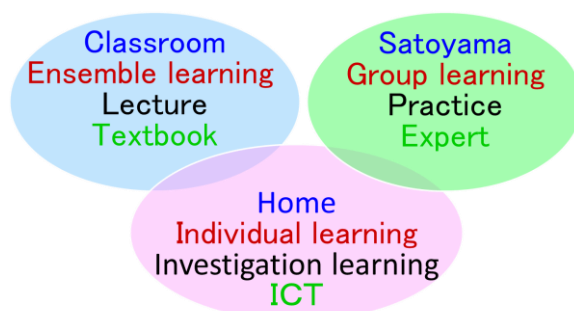 Classroom
Ensemble learning
Lecture
Textbook
Satoyama
Group learning
Practice
Expert
Home
Individual learning
Investigation learning
ICT